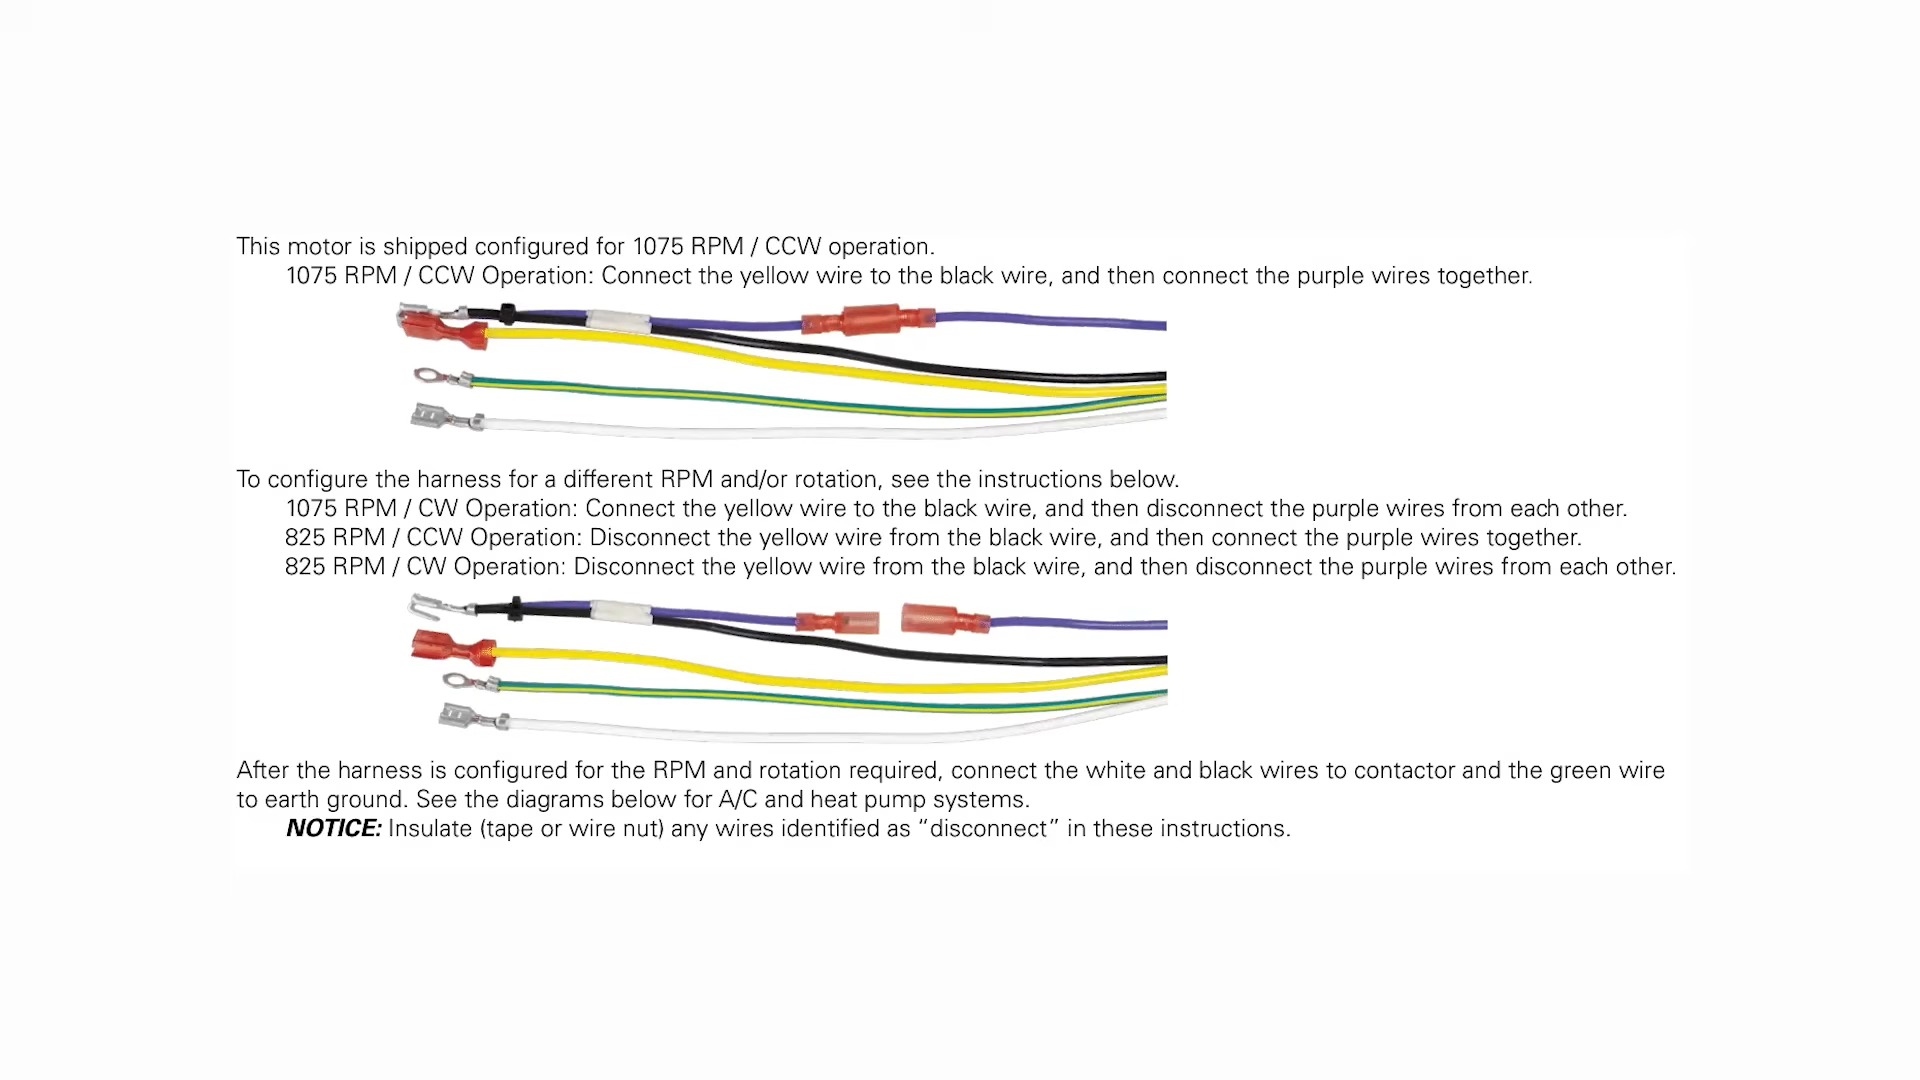 This motor is shipped configured for 1075 RPM / CCW operation.
1075 RPM / CCW Operation: Connect the yellow wire to the black wire, and then connect the purple wires together.
To configure the harness for a different RPM and/or rotation, see the instructions below.
1075 RPM / CW Operation: Connect the yellow wire to the black wire, and then disconnect the purple wires from each other.
825 RPM / CCW Operation: Disconnect the yellow wire from the black wire, and then connect the purple wires together.
825 RPM / CW Operation: Disconnect the yellow wire from the black wire, and then disconnect the purple wires from each other.
After the harness is configured for the RPM and rotation required, connect the white and black wires to contactor and the green wire
to earth ground. See the diagrams below for A/C and heat pump systems.
NOTICE: Insulate (tape or wire nut) any wires identified as “disconnect” in these instructions.